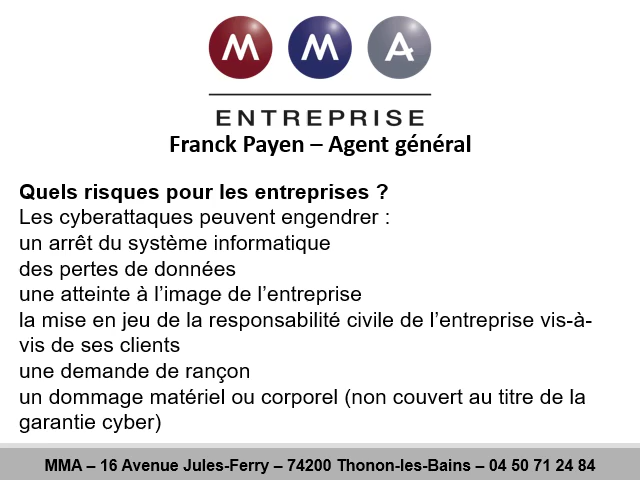 MMA
ENTREPRISE
Franck Payen – Agent général
Quels risques pour les entreprises ?
Les cyberattaques peuvent engendrer :
un arrêt du système informatique
des pertes de données
une atteinte à l’image de l’entreprise
la mise en jeu de la responsabilité civile de l’entreprise vis-à-
vis de ses clients
une demande de rançon
un dommage matériel ou corporel (non couvert au titre de la
garantie cyber)
MMA – 16 Avenue Jules-Ferry – 74200 Thonon-les-Bains – 04 50 71 24 84